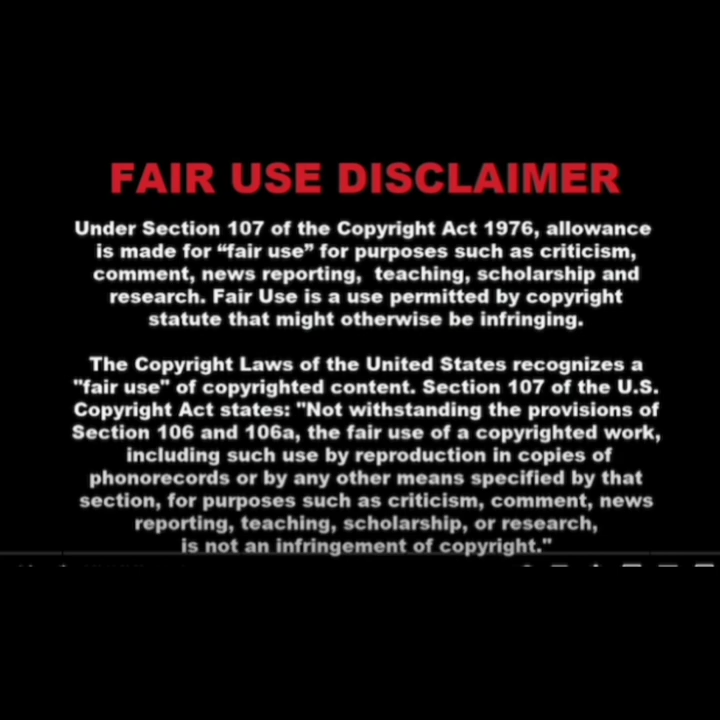 FAIR USE DISCLAIMER
Under Section 107 of the Copyright Act 1976, allowance
is made for “fair use” for purposes such as criticism,
comment, news reporting,  teaching, scholarship and
research. Fair Use is a use permitted by copyright
statute that might otherwise be infringing.
The Copyright Laws of the United States recognizes a
"fair use" of copyrighted content. Section 107 of the U.S.
Copyright Act states: "Not withstanding the provisions of
Section 106 and 106a, the fair use of a copyrighted work,
including such use by reproduction in copies of
phonorecords or by any other means specified by that
section, for purposes such as criticism, comment, news
reporting, teaching, scholarship, or research,
is not an infringement of copyright."